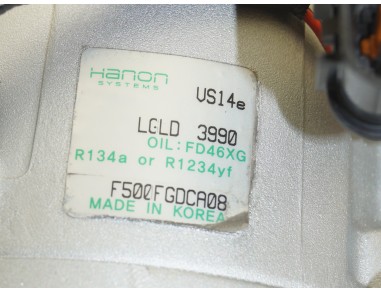 Hanon
SYSTEMS
US14e
LGLD 3990
OIL:FD46XG
R134a or R1234yf
F500FGDCA08
MADE IN KOREA